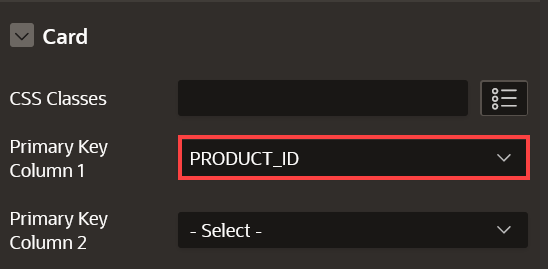 Card
CSS Classes
Primary Key
Column 1
PRODUCT_ID
Primary Key
Column 2
- Select -